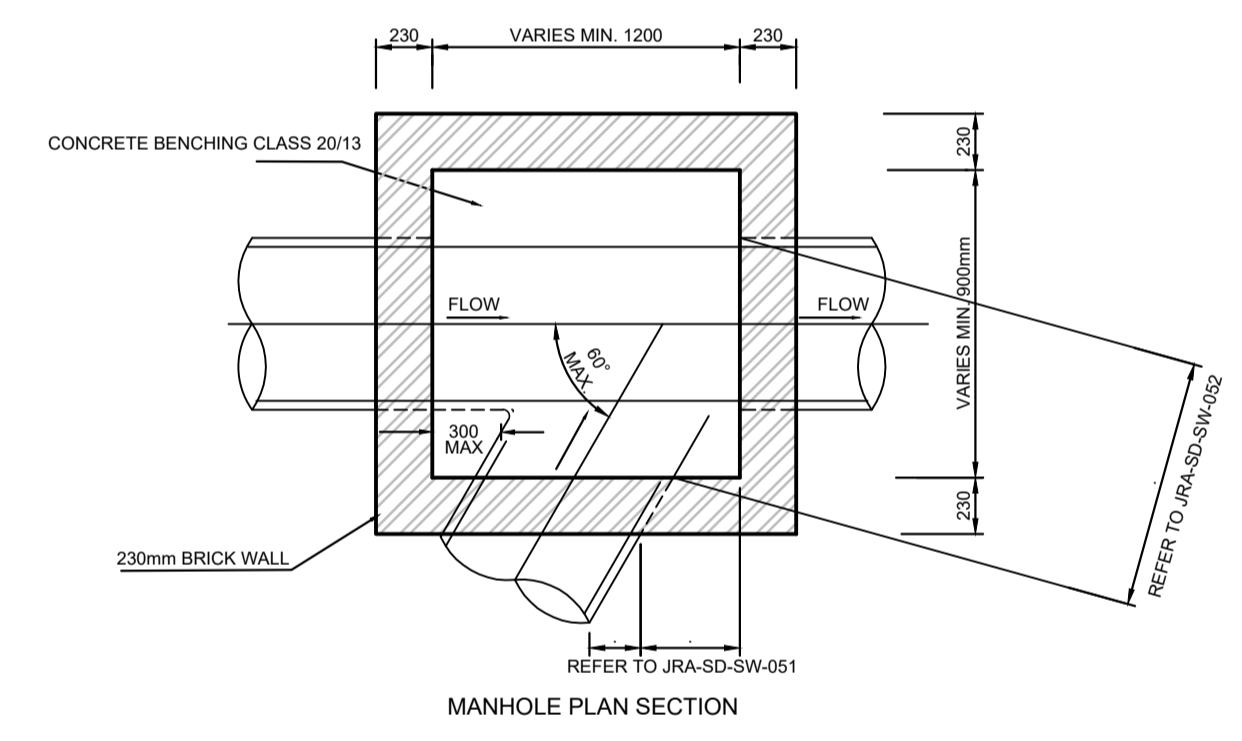 230
VARIES MIN. 1200
230
CONCRETE BENCHING CLASS 20/13
230
VARIES MIN. 900mm
FLOW
FLOW
60°
MAX.
300
MAX
230
REFER TO JRA-SD-SW-052
230mm BRICK WALL
REFER TO JRA-SD-SW-051
MANHOLE PLAN SECTION